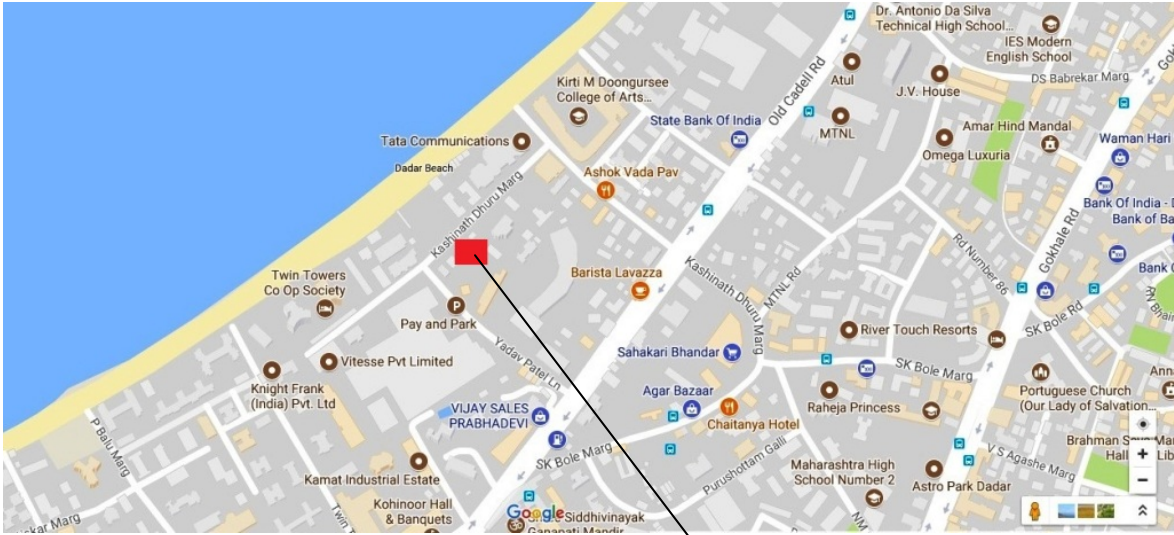 Dr. Antonio Da Silva
Technical High School...
IES Modern
English School
Atul
J.V. House
DS Babrekar Marg
Kirti M Doongursee
College of Arts...
Old Cadell Rd
State Bank Of India
MTNL
Amar Hind Mandal
Waman Hari
Omega Luxuria
Tata Communications
Dadar Beach
Ashok Vada Pav
Kashinath Dhuru Marg
Bank Of India -
Bank of Ba
Gokhale Rd
Rd Number 86
Twin Towers
Co Op Society
Barista Lavazza
Kashinath Dhuru Marg
MTNL Rd
SK Bole Rd
Pay and Park
River Touch Resorts
Vitesse Pvt Limited
Yadav Patel Ln
Sahakari Bhandar
SK Bole Marg
Knight Frank
(India) Pvt. Ltd
Agar Bazaar
Raheja Princess
Portuguese Church
(Our Lady of Salvation...
VIJAY SALES
PRABHADEVI
Chaitanya Hotel
P Balu Marg
SK Bole Marg
Purushottam Galli
V S Agashe Marg
Kamat Industrial Estate
Maharashtra High
School Number 2
Astro Park Dadar
Kohinoor Hall
& Banquets
Google
Siddhivinayak